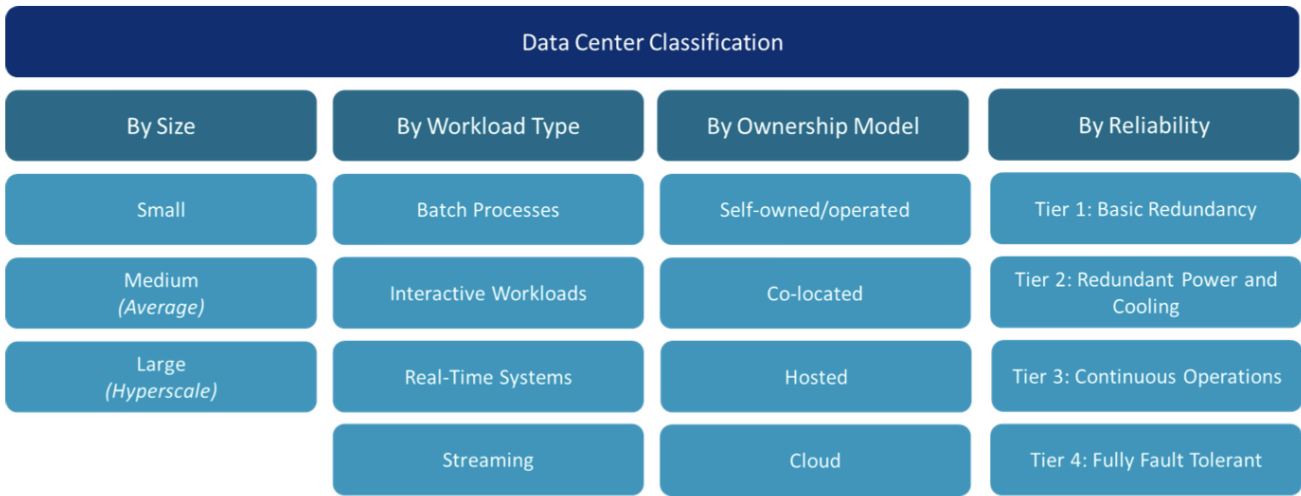 Data Center Classification
By Size
By Workload Type
By Ownership Model
By Reliability
Small
Batch Processes
Self-owned/operated
Tier 1: Basic Redundancy
Medium
(Average)
Interactive Workloads
Co-located
Tier 2: Redundant Power and
Cooling
Large
(Hyperscale)
Real-Time Systems
Hosted
Tier 3: Continuous Operations
Streaming
Cloud
Tier 4: Fully Fault Tolerant